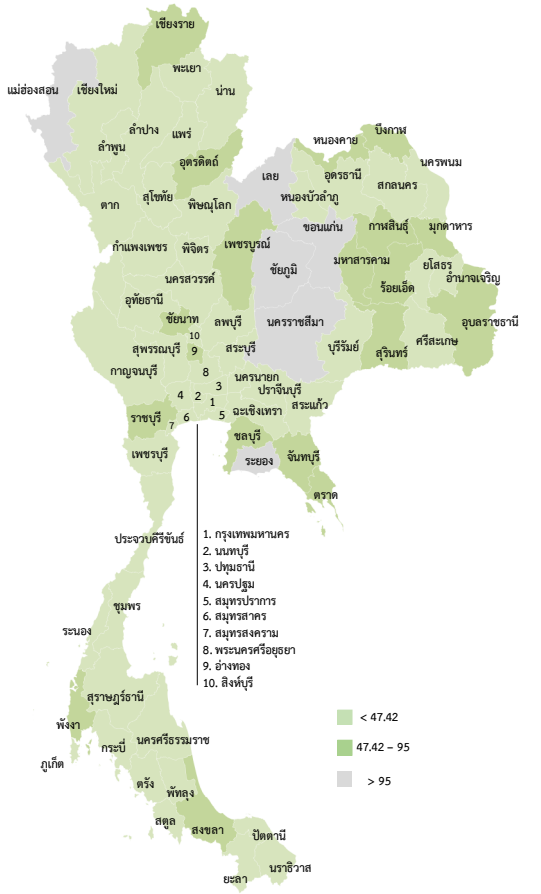 เชียงราย
พะเยา
แม่ฮ่องสอน
เชียงใหม่
น่าน
ลำปาง
แพร่
ลำพูน
อุตรดิตถ์
หนองคาย
บึงกาฬ
เลย
อุดรธานี
นครพนม
สกลนคร
หนองบัวลำภู
ตาก
สุโขทัย
พิษณุโลก
ขอนแก่น
กาฬสินธุ์
มุกดาหาร
กำแพงเพชร
พิจิตร
เพชรบูรณ์
มหาสารคาม
ยโสธร
ชัยภูมิ
อำนาจเจริญ
นครสวรรค์
ร้อยเอ็ด
อุทัยธานี
ชัยนาท
ลพบุรี
นครราชสีมา
อุบลราชธานี
10
สุพรรณบุรี
9
สระบุรี
บุรีรัมย์
สุรินทร์
ศรีสะเกษ
กาญจนบุรี
8
นครนายก
3
ปราจีนบุรี
4
2
1
สระแก้ว
ราชบุรี
7
6
5
ฉะเชิงเทรา
ชลบุรี
เพชรบุรี
ระยอง
จันทบุรี
ตราด
ประจวบคีรีขันธ์
1. กรุงเทพมหานคร
2. นนทบุรี
3. ปทุมธานี
4. นครปฐม
5. สมุทรปราการ
6. สมุทรสาคร
7. สมุทรสงคราม
8. พระนครศรีอยุธยา
9. อ่างทอง
10. สิงห์บุรี
ชุมพร
ระนอง
สุราษฎร์ธานี
พังงา
กระบี่
นครศรีธรรมราช
ภูเก็ต
ตรัง
พัทลุง
สตูล
สงขลา
ปัตตานี
ยะลา
นราธิวาส
< 47.42
47.42 – 95
> 95